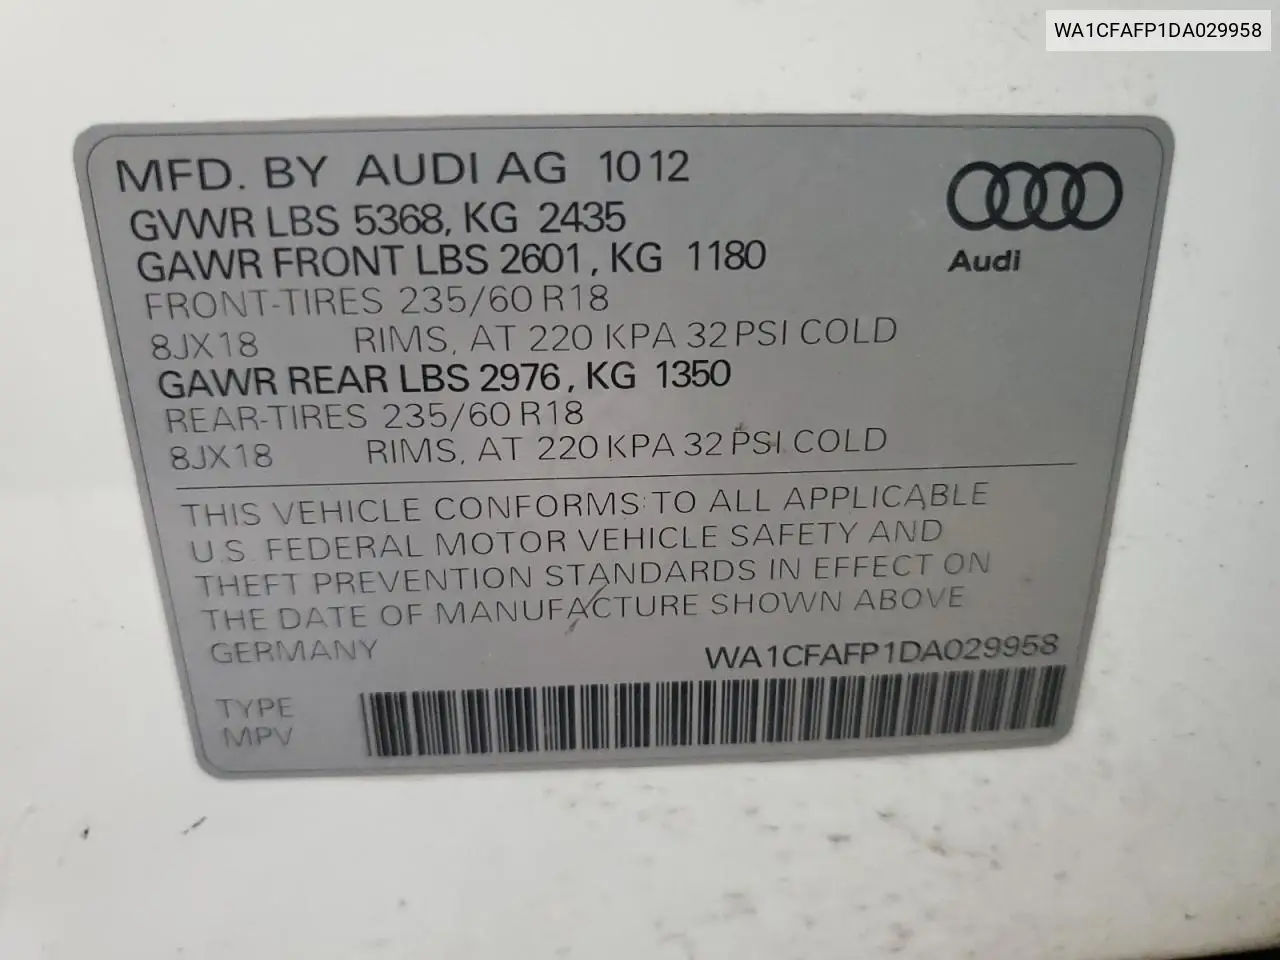 WA1CFAFP1DA029958
MFD. BY AUDI AG 10 12
Audi
GVWR LBS 5368, KG 2435
GAWR FRONT LBS 2601, KG 1180
FRONT-TIRES 235/60 R18
8JX18 RIMS, AT 220 KPA 32 PSI COLD
GAWR REAR LBS 2976, KG 1350
REAR-TIRES 235/60 R18
8JX18 RIMS, AT 220 KPA 32 PSI COLD
THIS VEHICLE CONFORMS TO ALL APPLICABLE
U.S. FEDERAL MOTOR VEHICLE SAFETY AND
THEFT PREVENTION STANDARDS IN EFFECT ON
THE DATE OF MANUFACTURE SHOWN ABOVE
GERMANY WA1CFAFP1DA029958
TYPE
MPV